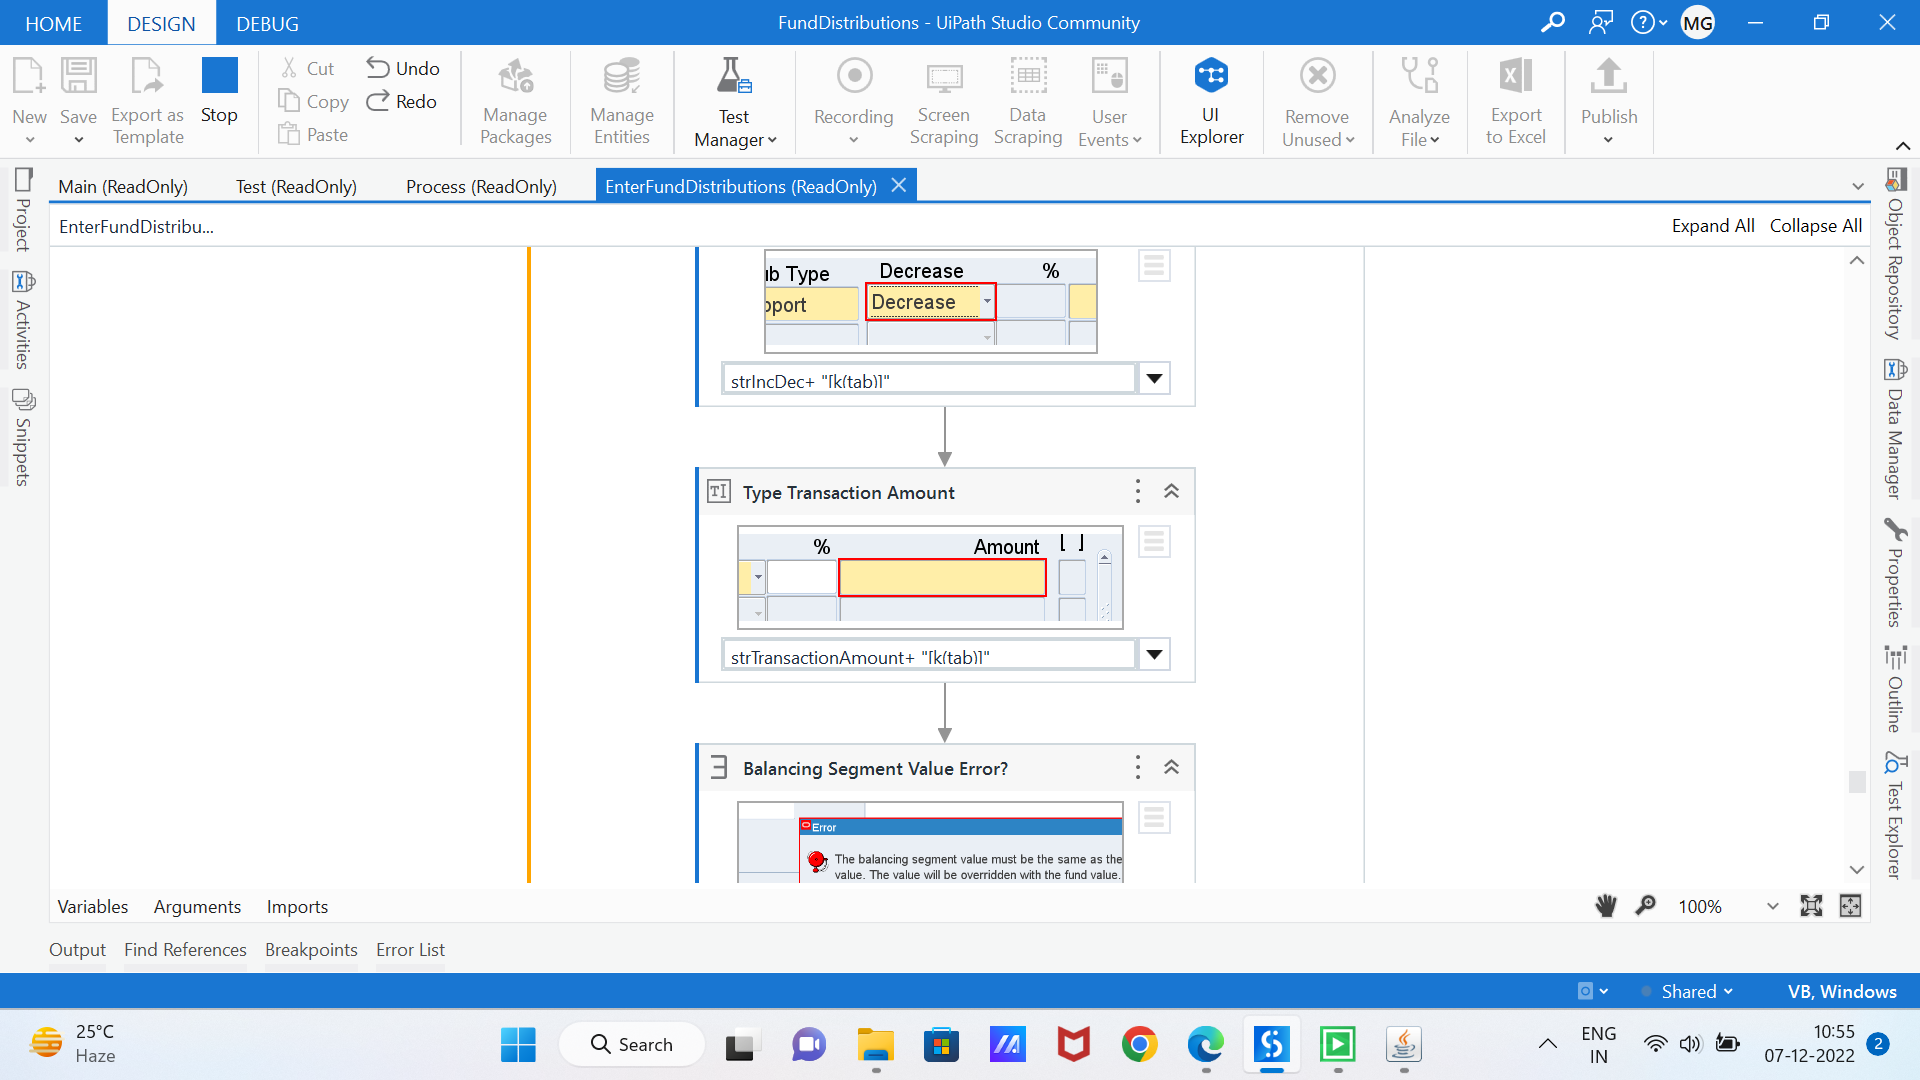 HOME DESIGN DEBUG
FundDistributions - UiPath Studio Community
MG
New
Save
Export as Template
Stop
Cut
Copy
Paste
Undo
Redo
Manage Packages
Manage Entities
Test Manager
Recording
Screen Scraping
Data Scraping
User Events
UI Explorer
Remove Unused
Analyze File
Export to Excel
Publish
Main (ReadOnly) Test (ReadOnly) Process (ReadOnly) EnterFundDistributions (ReadOnly)
EnterFundDistribu...
Expand All Collapse All
Project
Activities
Snippets
ub Type Decrease %
pport Decrease
strIncDec+ "[k(tab)]"
Type Transaction Amount
% Amount [ ]
strTransactionAmount+ "[k(tab)]"
Balancing Segment Value Error?
Error
The balancing segment value must be the same as the
value. The value will be overridden with the fund value.
Object Repository
Data Manager
Properties
Outline
Test Explorer
Variables Arguments Imports
100%
Output Find References Breakpoints Error List
Shared
VB, Windows
25°C
Haze
Search
ENG
IN
10:55
07-12-2022
2